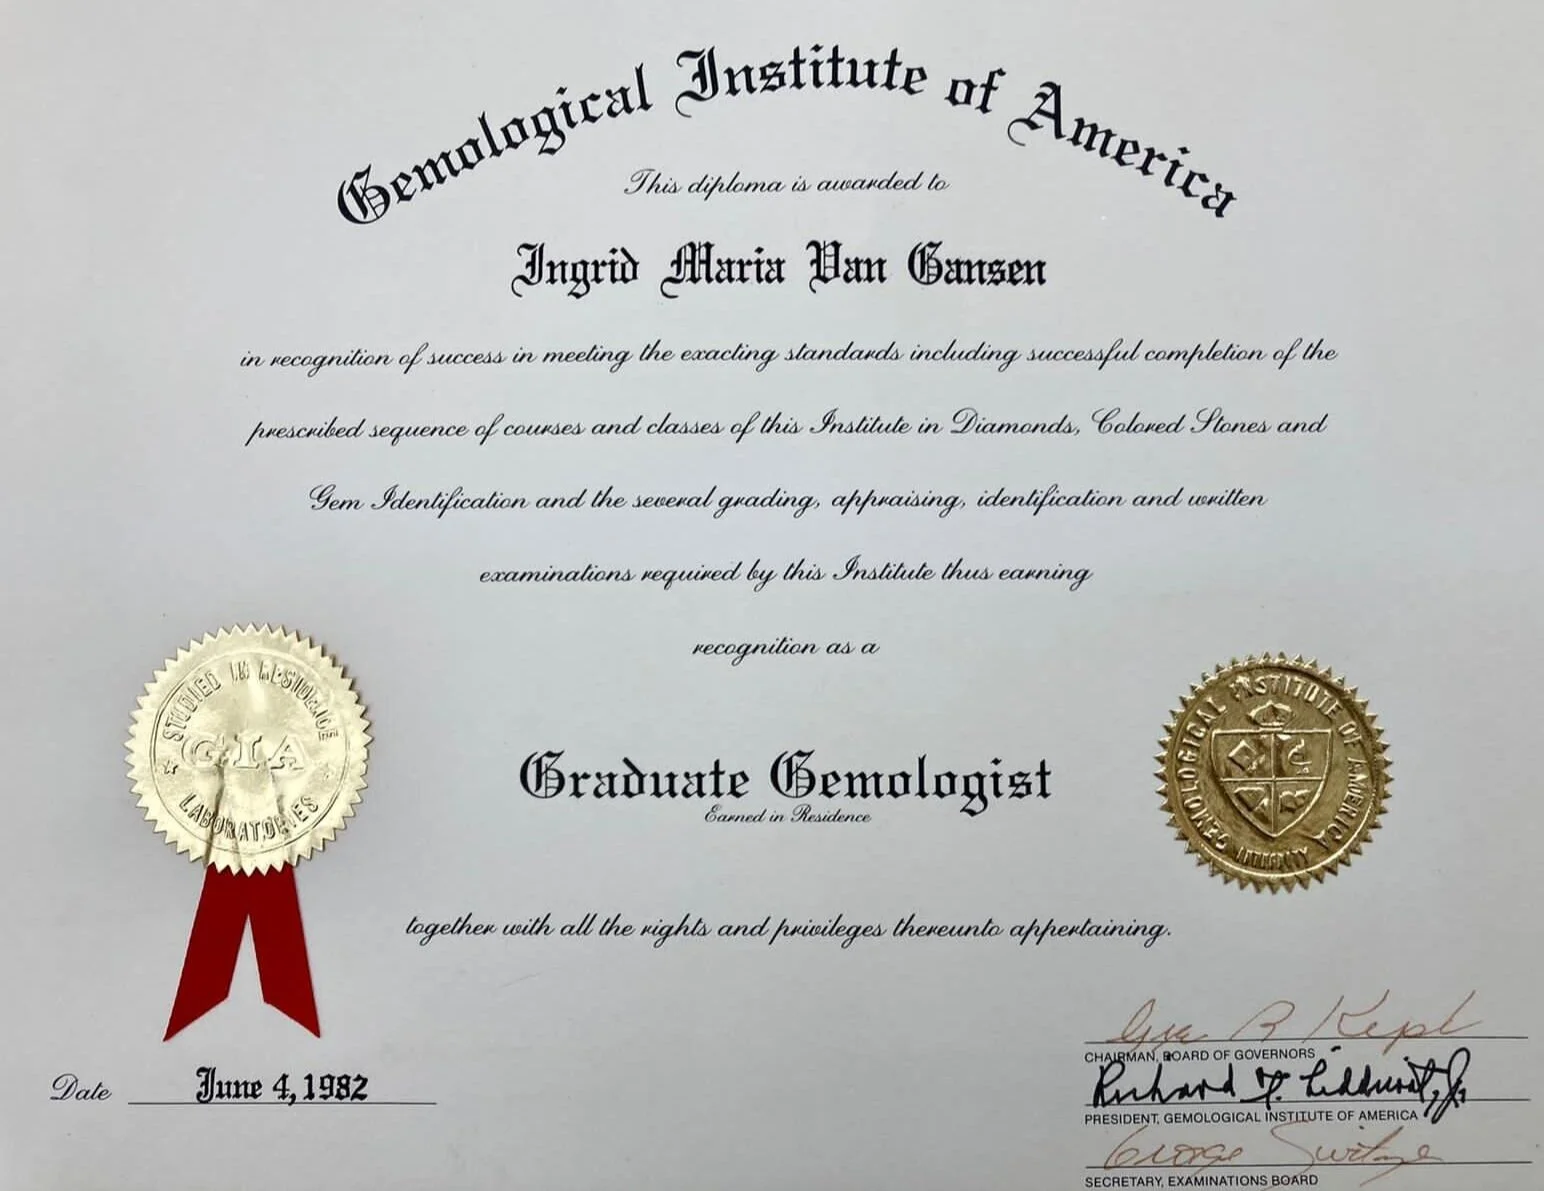 Gemological Institute of America
This diploma is awarded to
Ingrid Maria Van Gansen
in recognition of success in meeting the exacting standards including successful completion of the
prescribed sequence of courses and classes of this Institute in Diamonds, Colored Stones and
Gem Identification and the several grading, appraising, identification and written
examinations required by this Institute thus earning
recognition as a
STUDIED IN RESIDENCE
GIA
LABORATORIES
Graduate Gemologist
Earned in Residence
GEMOLOGICAL INSTITUTE OF AMERICA
INTEGRITY
together with all the rights and privileges thereunto appertaining.
Date June 4, 1982
CHAIRMAN, BOARD OF GOVERNORS
Richard T. Liddicoat, Jr.
PRESIDENT, GEMOLOGICAL INSTITUTE OF AMERICA
George Switzer
SECRETARY, EXAMINATIONS BOARD